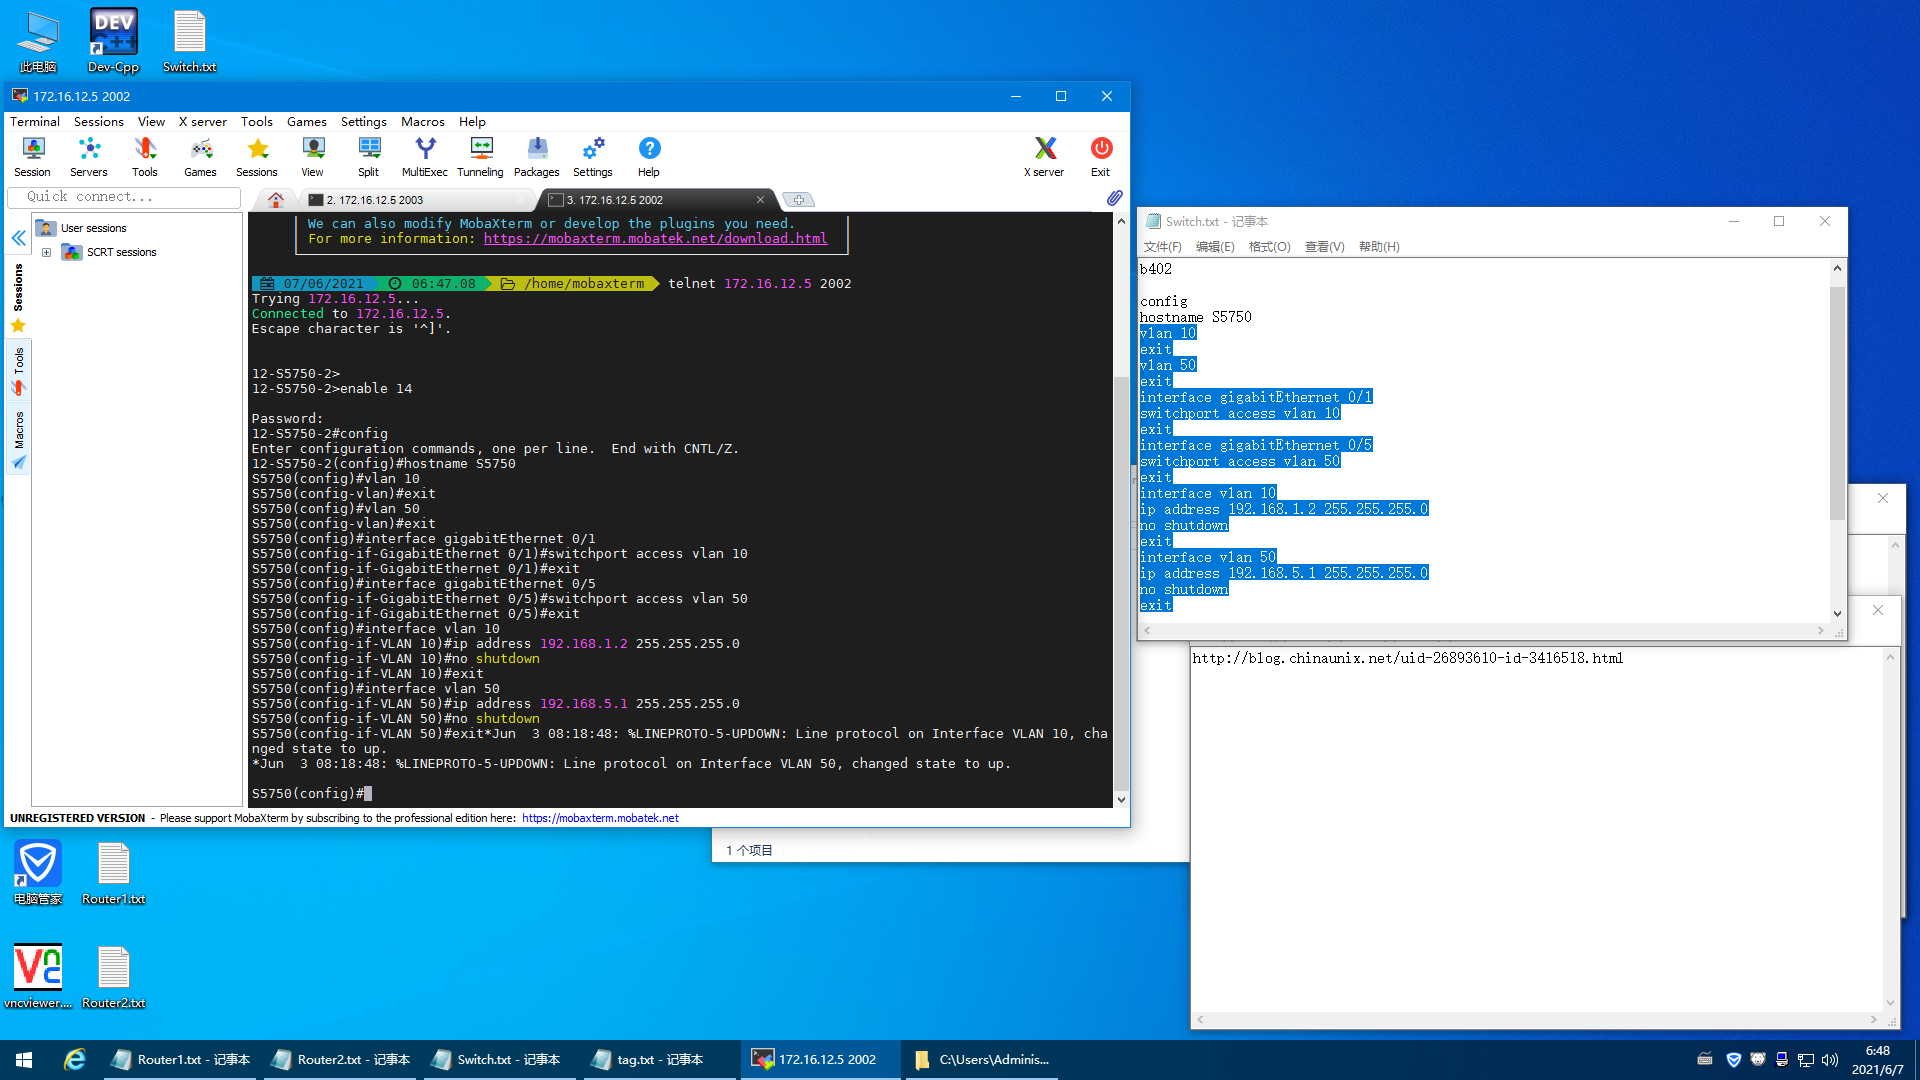 此电脑
Dev-Cpp
Switch.txt
172.16.12.5 2002
Terminal Sessions View X server Tools Games Settings Macros Help
Session Servers Tools Games Sessions View Split MultiExec Tunneling Packages Settings Help X server Exit
Quick connect...
2. 172.16.12.5 2003
3. 172.16.12.5 2002
User sessions
SCRT sessions
Sessions
Tools
Macros
We can also modify MobaXterm or develop the plugins you need.
For more information: https://mobaxterm.mobatek.net/download.html
07/06/2021 06:47.08 /home/mobaxterm telnet 172.16.12.5 2002
Trying 172.16.12.5...
Connected to 172.16.12.5.
Escape character is '^]'.
12-S5750-2>
12-S5750-2>enable 14
Password:
12-S5750-2#config
Enter configuration commands, one per line.  End with CNTL/Z.
12-S5750-2(config)#hostname S5750
S5750(config)#vlan 10
S5750(config-vlan)#exit
S5750(config)#vlan 50
S5750(config-vlan)#exit
S5750(config)#interface gigabitEthernet 0/1
S5750(config-if-GigabitEthernet 0/1)#switchport access vlan 10
S5750(config-if-GigabitEthernet 0/1)#exit
S5750(config)#interface gigabitEthernet 0/5
S5750(config-if-GigabitEthernet 0/5)#switchport access vlan 50
S5750(config-if-GigabitEthernet 0/5)#exit
S5750(config)#interface vlan 10
S5750(config-if-VLAN 10)#ip address 192.168.1.2 255.255.255.0
S5750(config-if-VLAN 10)#no shutdown
S5750(config-if-VLAN 10)#exit
S5750(config)#interface vlan 50
S5750(config-if-VLAN 50)#ip address 192.168.5.1 255.255.255.0
S5750(config-if-VLAN 50)#no shutdown
S5750(config-if-VLAN 50)#exit*Jun  3 08:18:48: %LINEPROTO-5-UPDOWN: Line protocol on Interface VLAN 10, cha
nged state to up.
*Jun  3 08:18:48: %LINEPROTO-5-UPDOWN: Line protocol on Interface VLAN 50, changed state to up.
S5750(config)#
UNREGISTERED VERSION - Please support MobaXterm by subscribing to the professional edition here: https://mobaxterm.mobatek.net
Switch.txt - 记事本
文件(F) 编辑(E) 格式(O) 查看(V) 帮助(H)
b402
config
hostname S5750
vlan 10
exit
vlan 50
exit
interface gigabitEthernet 0/1
switchport access vlan 10
exit
interface gigabitEthernet 0/5
switchport access vlan 50
exit
interface vlan 10
ip address 192.168.1.2 255.255.255.0
no shutdown
exit
interface vlan 50
ip address 192.168.5.1 255.255.255.0
no shutdown
exit
http://blog.chinaunix.net/uid-26893610-id-3416518.html
1 个项目
电脑管家
Router1.txt
vncviewer....
Router2.txt
Router1.txt - 记事本
Router2.txt - 记事本
Switch.txt - 记事本
tag.txt - 记事本
172.16.12.5 2002
C:\Users\Adminis...
6:48
2021/6/7